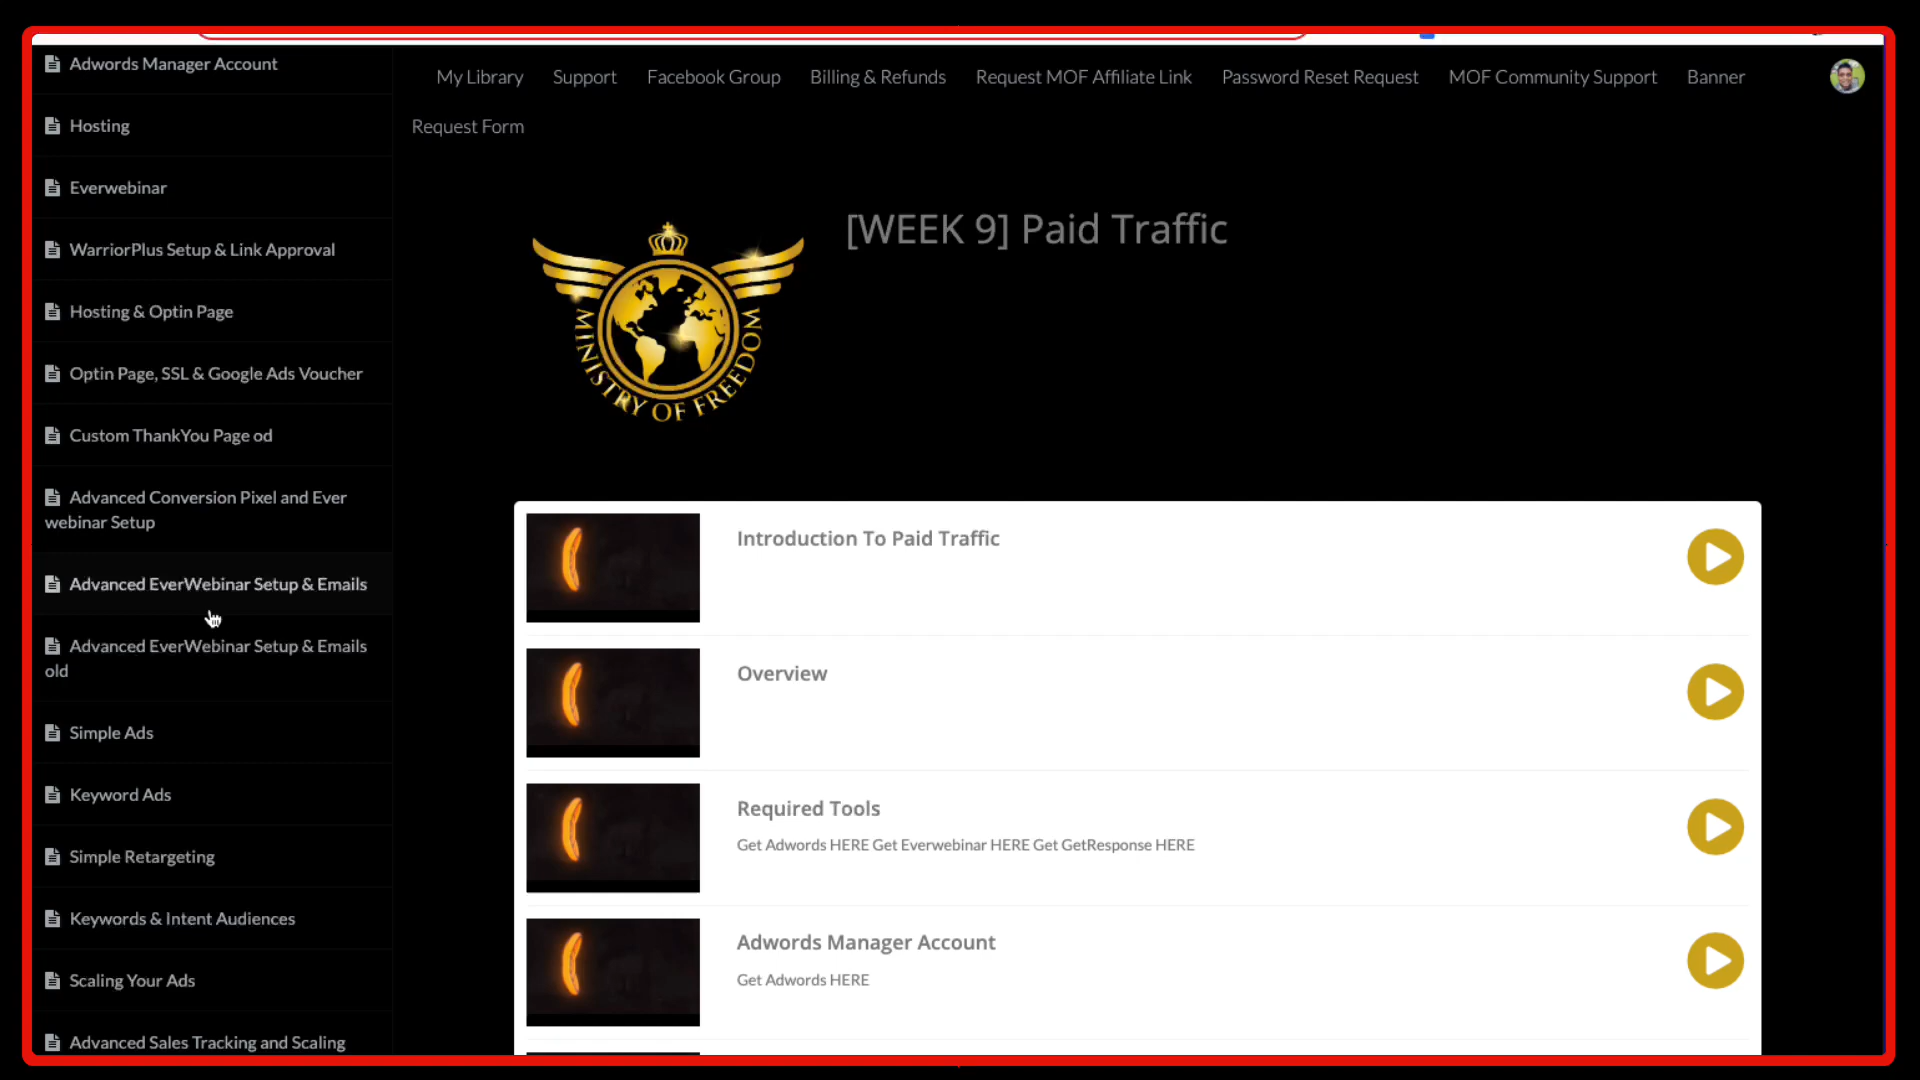 Adwords Manager Account
Hosting
Everwebinar
WarriorPlus Setup & Link Approval
Hosting & Optin Page
Optin Page, SSL & Google Ads Voucher
Custom ThankYou Page od
Advanced Conversion Pixel and Ever
webinar Setup
Advanced EverWebinar Setup & Emails
Advanced EverWebinar Setup & Emails
old
Simple Ads
Keyword Ads
Simple Retargeting
Keywords & Intent Audiences
Scaling Your Ads
Advanced Sales Tracking and Scaling
My Library Support Facebook Group Billing & Refunds Request MOF Affiliate Link Password Reset Request MOF Community Support Banner
Request Form
MINISTRY OF FREEDOM
[WEEK 9] Paid Traffic
Introduction To Paid Traffic
Overview
Required Tools
Get Adwords HERE Get Everwebinar HERE Get GetResponse HERE
Adwords Manager Account
Get Adwords HERE